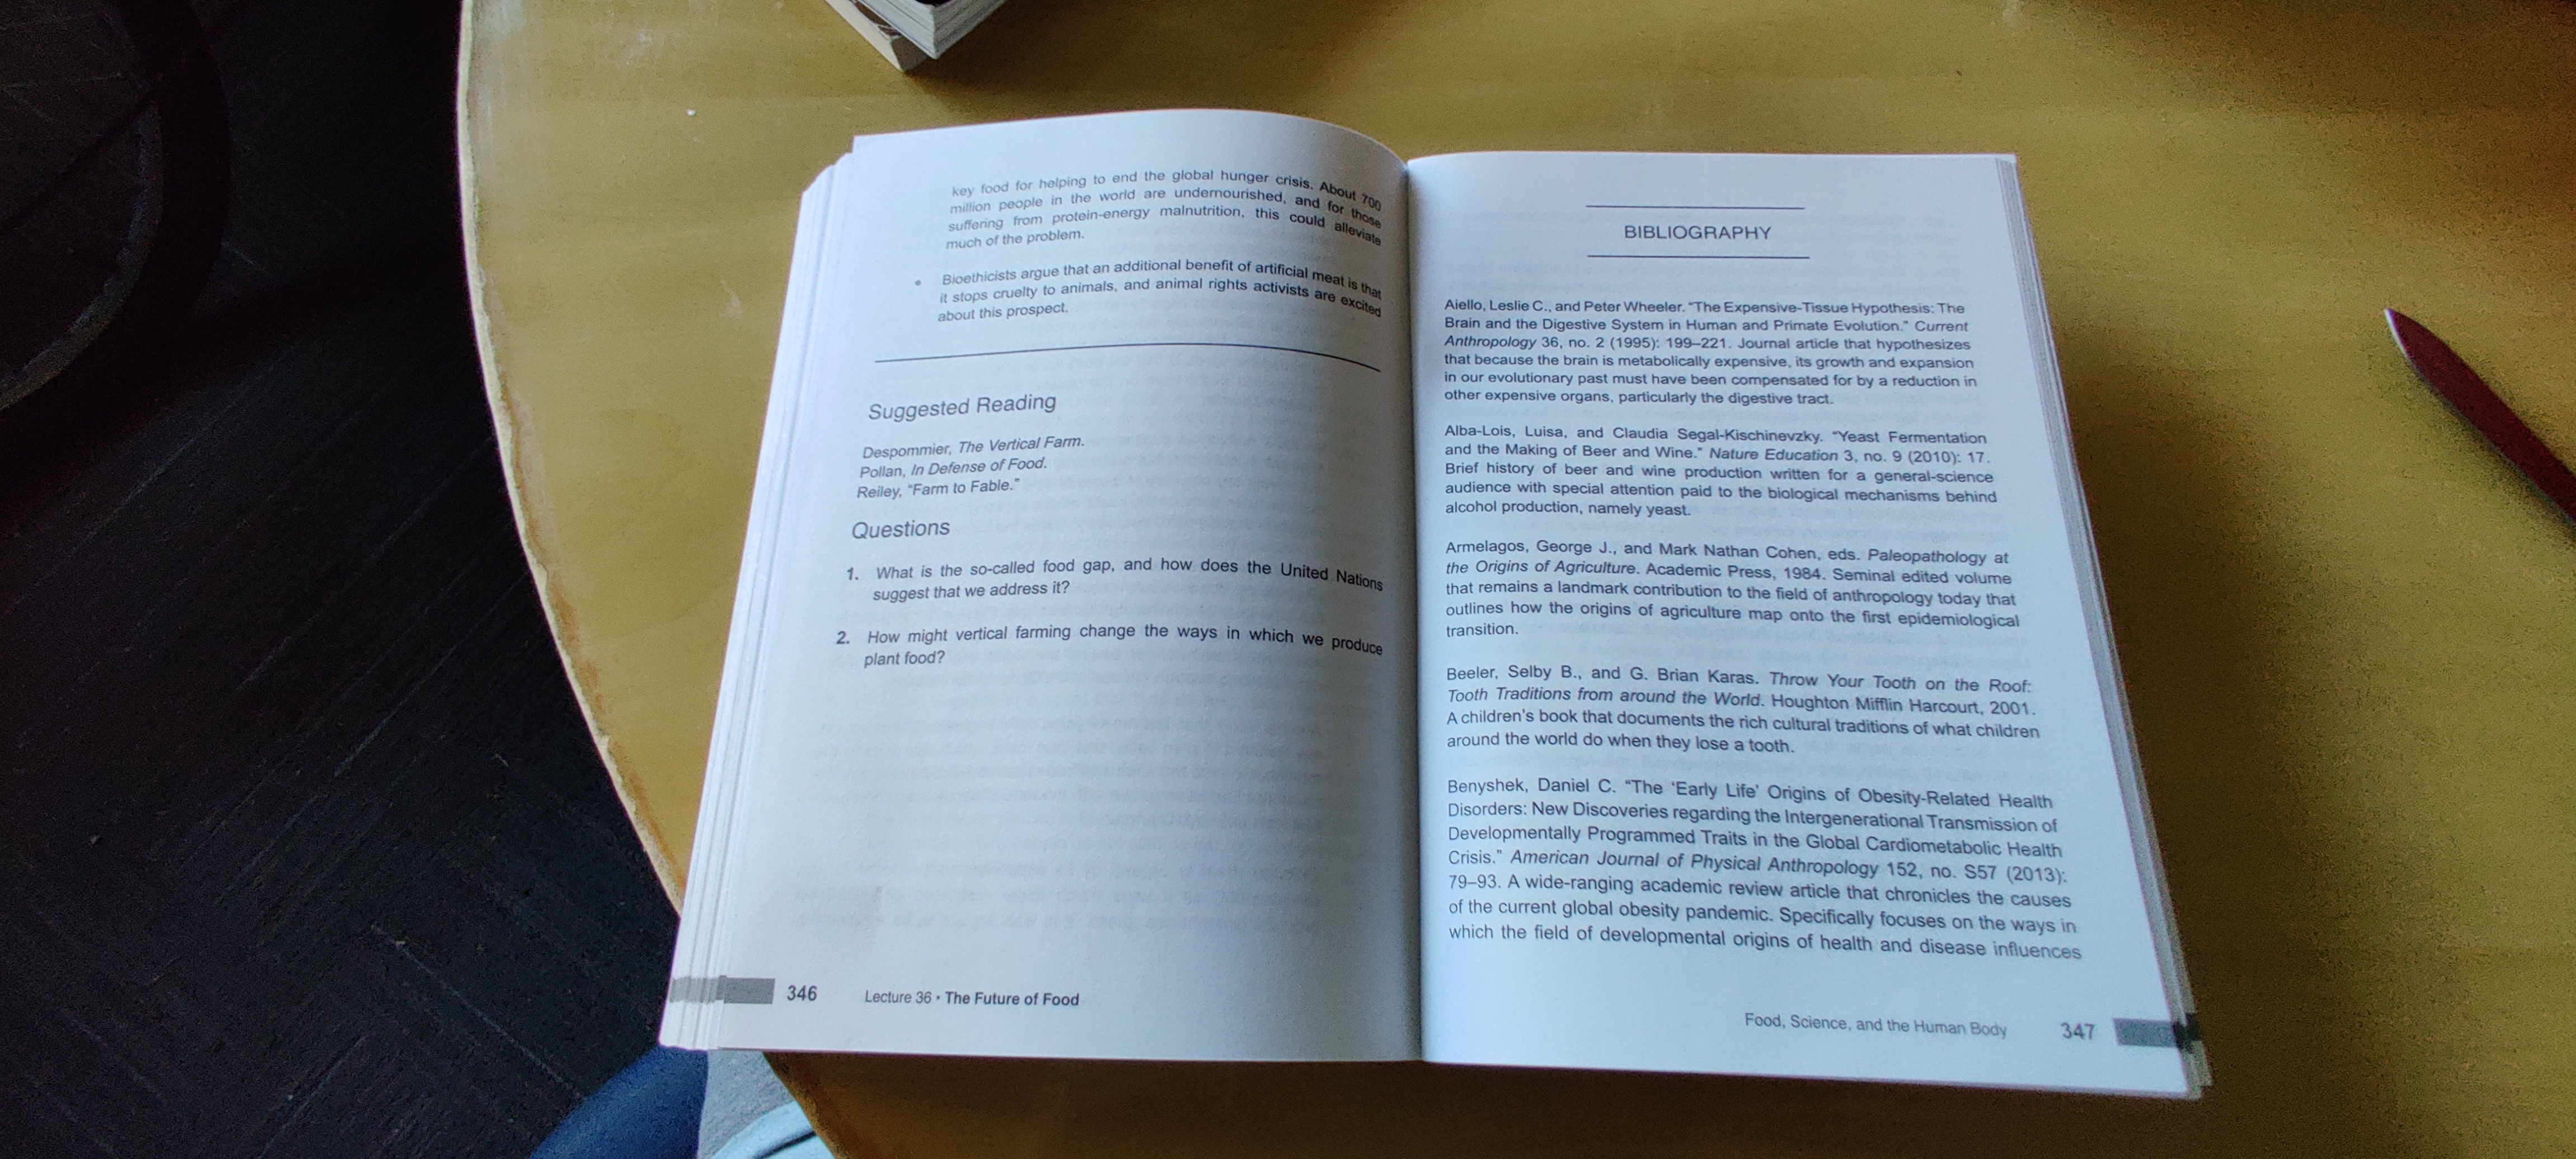 key food for helping to end the global hunger crisis. About 700
million people in the world are undernourished, and for those
suffering from protein-energy malnutrition, this could alleviate
much of the problem.
• Bioethicists argue that an additional benefit of artificial meat is that
it stops cruelty to animals, and animal rights activists are excited
about this prospect.
Suggested Reading
Despommier, The Vertical Farm.
Pollan, In Defense of Food.
Reiley, “Farm to Fable.”
Questions
1. What is the so-called food gap, and how does the United Nations
suggest that we address it?
2. How might vertical farming change the ways in which we produce
plant food?
346 Lecture 36 • The Future of Food
BIBLIOGRAPHY
Aiello, Leslie C., and Peter Wheeler. “The Expensive-Tissue Hypothesis: The
Brain and the Digestive System in Human and Primate Evolution.” Current
Anthropology 36, no. 2 (1995): 199–221. Journal article that hypothesizes
that because the brain is metabolically expensive, its growth and expansion
in our evolutionary past must have been compensated for by a reduction in
other expensive organs, particularly the digestive tract.
Alba-Lois, Luisa, and Claudia Segal-Kischinevzky. “Yeast Fermentation
and the Making of Beer and Wine.” Nature Education 3, no. 9 (2010): 17.
Brief history of beer and wine production written for a general-science
audience with special attention paid to the biological mechanisms behind
alcohol production, namely yeast.
Armelagos, George J., and Mark Nathan Cohen, eds. Paleopathology at
the Origins of Agriculture. Academic Press, 1984. Seminal edited volume
that remains a landmark contribution to the field of anthropology today that
outlines how the origins of agriculture map onto the first epidemiological
transition.
Beeler, Selby B., and G. Brian Karas. Throw Your Tooth on the Roof:
Tooth Traditions from around the World. Houghton Mifflin Harcourt, 2001.
A children’s book that documents the rich cultural traditions of what children
around the world do when they lose a tooth.
Benyshek, Daniel C. “The ‘Early Life’ Origins of Obesity-Related Health
Disorders: New Discoveries regarding the Intergenerational Transmission of
Developmentally Programmed Traits in the Global Cardiometabolic Health
Crisis.” American Journal of Physical Anthropology 152, no. S57 (2013):
79–93. A wide-ranging academic review article that chronicles the causes
of the current global obesity pandemic. Specifically focuses on the ways in
which the field of developmental origins of health and disease influences
Food, Science, and the Human Body 347